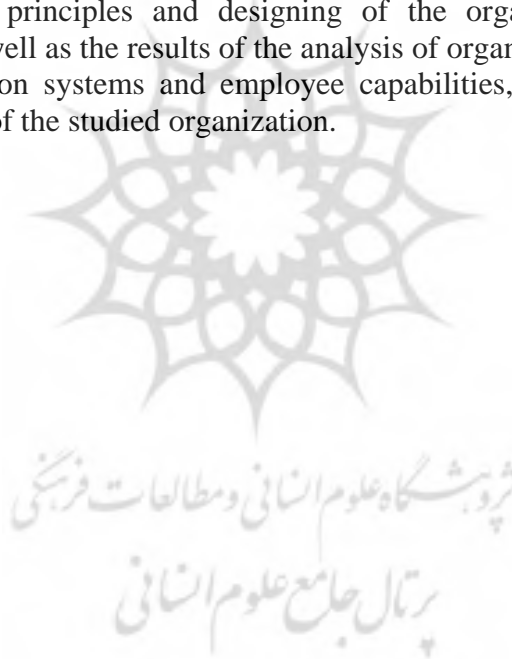 principles and designing of the orga
well as the results of the analysis of organ
on systems and employee capabilities,
of the studied organization.
پژوهشگاه علوم انسانی و مطالعات فرهنگی
پرتال جامع علوم انسانی